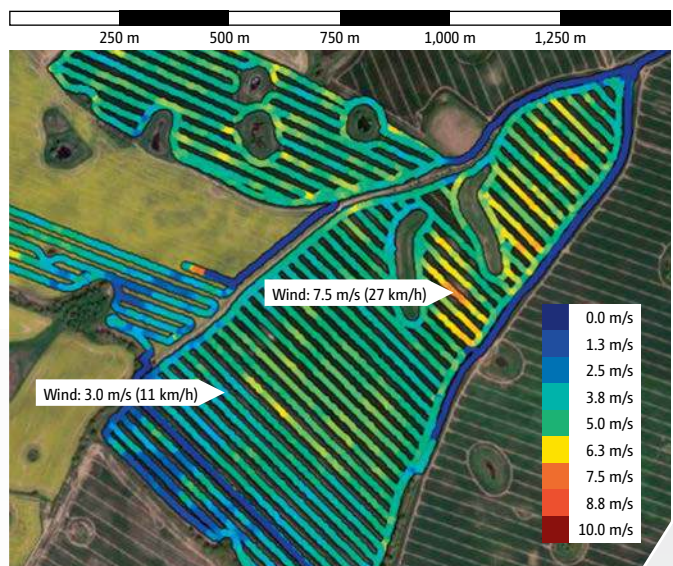 250 m 500 m 750 m 1,000 m 1,250 m
Wind: 7.5 m/s (27 km/h)
Wind: 3.0 m/s (11 km/h)
0.0 m/s
1.3 m/s
2.5 m/s
3.8 m/s
5.0 m/s
6.3 m/s
7.5 m/s
8.8 m/s
10.0 m/s